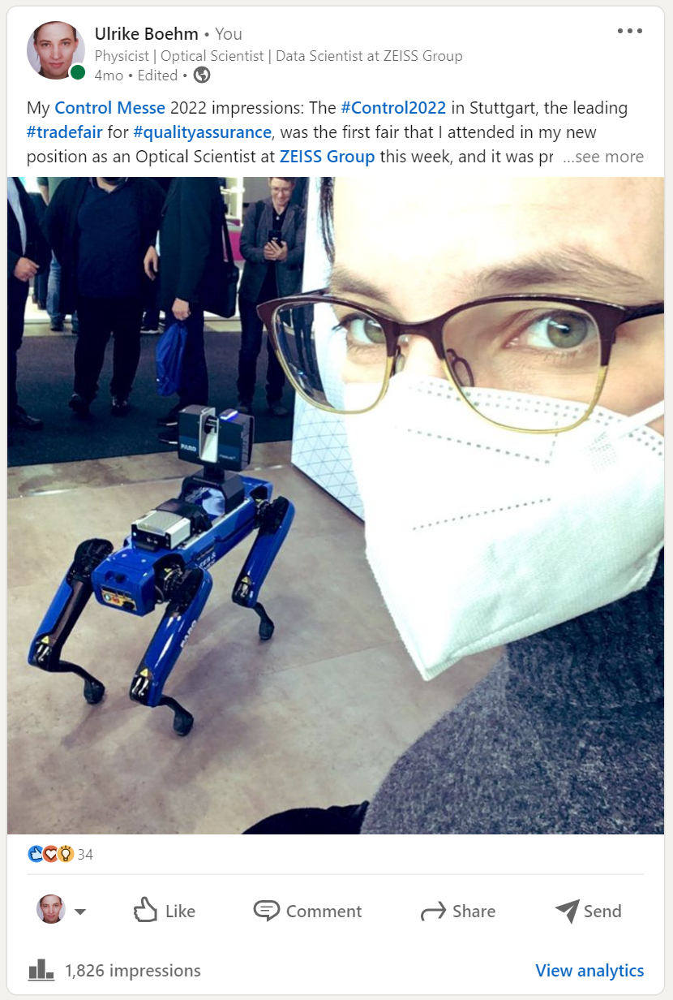 Ulrike Boehm • You
Physicist | Optical Scientist | Data Scientist at ZEISS Group
4mo • Edited •
My Control Messe 2022 impressions: The #Control2022 in Stuttgart, the leading
#tradefair for #qualityassurance, was the first fair that I attended in my new
position as an Optical Scientist at ZEISS Group this week, and it was pr ...see more
FARO
FARO
34
Like
Comment
Share
Send
1,826 impressions
View analytics